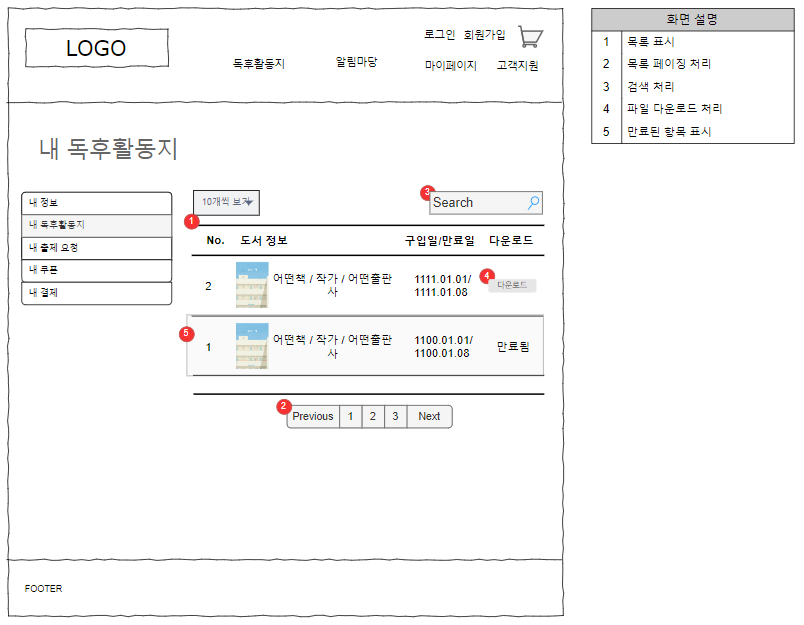 LOGO
로그인 회원가입
독후활동지 알림마당 마이페이지 고객지원
내 독후활동지
내 정보
내 독후활동지
내 출제 요청
내 쿠폰
내 결제
10개씩 보기
3
Search
1
No. 도서 정보 구입일/만료일 다운로드
2 어떤책 / 작가 / 어떤출판
사
1111.01.01/
1111.01.08
4
다운로드
5
1 어떤책 / 작가 / 어떤출판
사
1100.01.01/
1100.01.08
만료됨
2
Previous 1 2 3 Next
FOOTER
화면 설명
1 목록 표시
2 목록 페이징 처리
3 검색 처리
4 파일 다운로드 처리
5 만료된 항목 표시